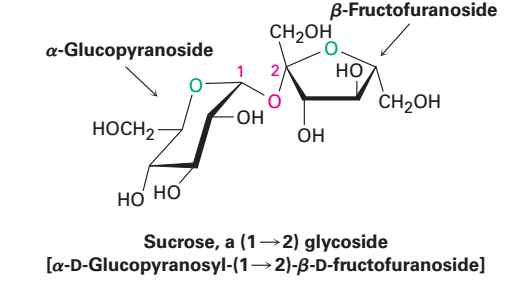 β-Fructofuranoside
CH₂OH
α-Glucopyranoside
O
HO
1
2
O
O
CH₂OH
OH
HOCH₂
OH
HO
HO
Sucrose, a (1→2) glycoside
[α-D-Glucopyranosyl-(1→2)-β-D-fructofuranoside]